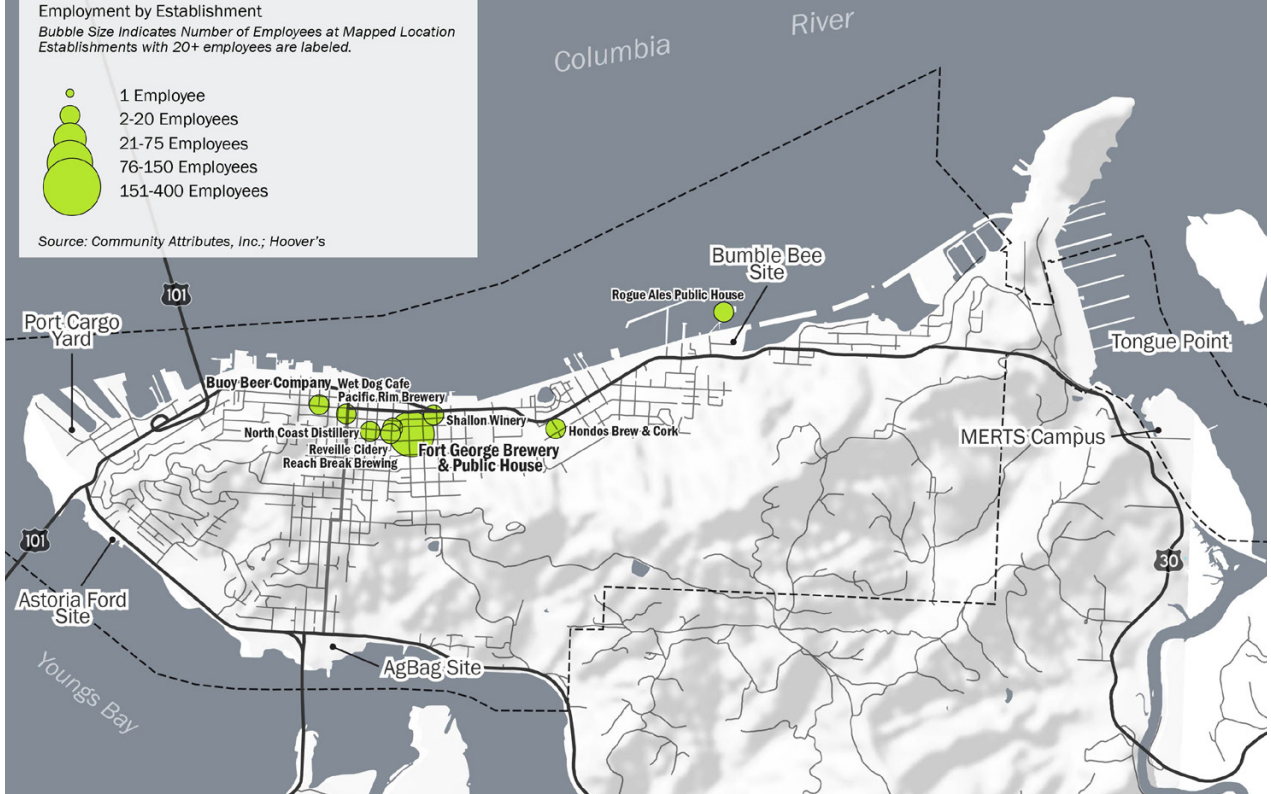 Employment by Establishment
Bubble Size Indicates Number of Employees at Mapped Location
Establishments with 20+ employees are labeled.
1 Employee
2-20 Employees
21-75 Employees
76-150 Employees
151-400 Employees
Source: Community Attributes, Inc.; Hoover's
Columbia
River
101
Port Cargo
Yard
Bumble Bee
Site
Rogue Ales Public House
Tongue Point
Buoy Beer Company
Wet Dog Cafe
Pacific Rim Brewery
Shallon Winery
North Coast Distillery
Reveille Cidery
Reach Break Brewing
Fort George Brewery
& Public House
Hondos Brew & Cork
MERTS Campus
101
30
Astoria Ford
Site
AgBag Site
Youngs Bay